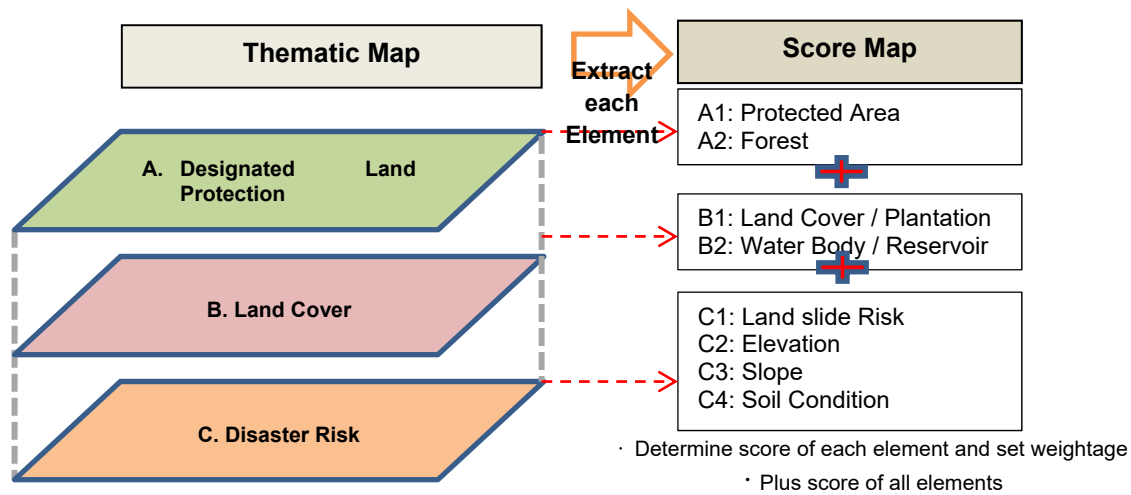 Thematic Map
Extract
each
Element
Score Map
A. Designated Land
Protection
A1: Protected Area
A2: Forest
B. Land Cover
B1: Land Cover / Plantation
B2: Water Body / Reservoir
C. Disaster Risk
C1: Land slide Risk
C2: Elevation
C3: Slope
C4: Soil Condition
· Determine score of each element and set weightage
· Plus score of all elements